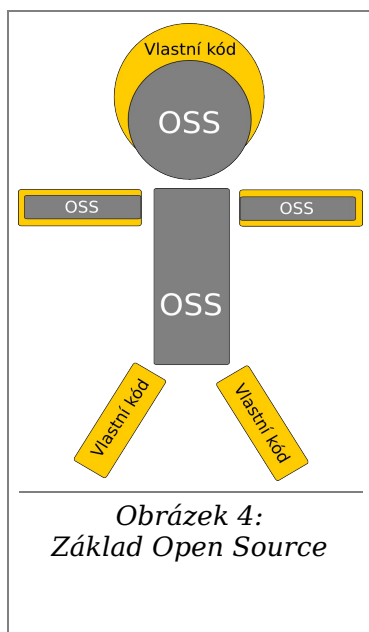 Vlastní kód
OSS
OSS
OSS
OSS
Vlastní kód
Vlastní kód
Obrázek 4:
Základ Open Source